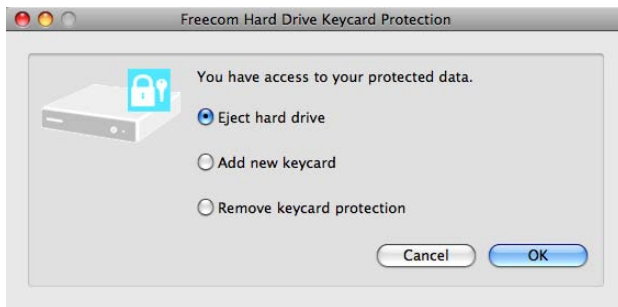 Freecom Hard Drive Keycard Protection
You have access to your protected data.
Eject hard drive
Add new keycard
Remove keycard protection
Cancel
OK